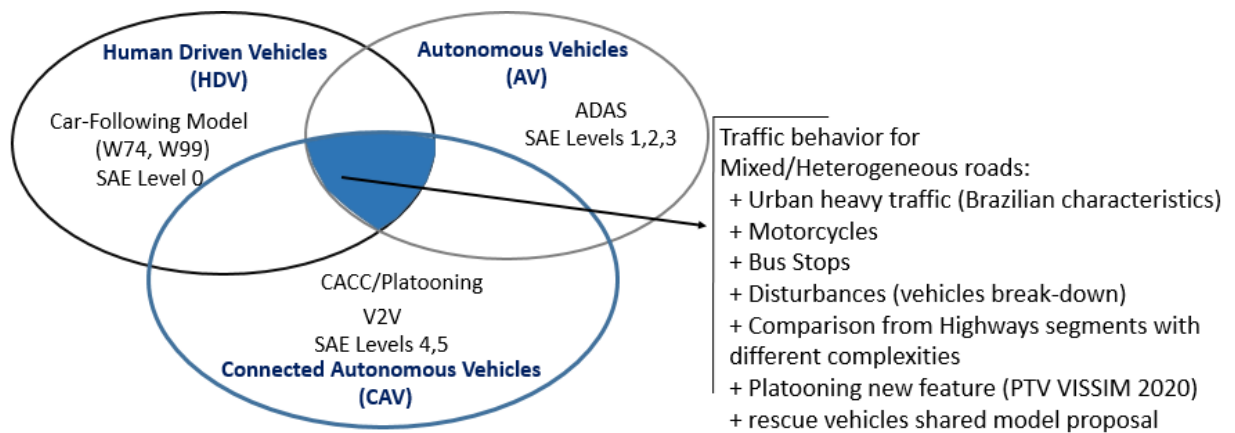 Human Driven Vehicles
(HDV)
Car-Following Model
(W74, W99)
SAE Level 0
Autonomous Vehicles
(AV)
ADAS
SAE Levels 1,2,3
CACC/Platooning
V2V
SAE Levels 4,5
Connected Autonomous Vehicles
(CAV)
Traffic behavior for
Mixed/Heterogeneous roads:
+ Urban heavy traffic (Brazilian characteristics)
+ Motorcycles
+ Bus Stops
+ Disturbances (vehicles break-down)
+ Comparison from Highways segments with
different complexities
+ Platooning new feature (PTV VISSIM 2020)
+ rescue vehicles shared model proposal